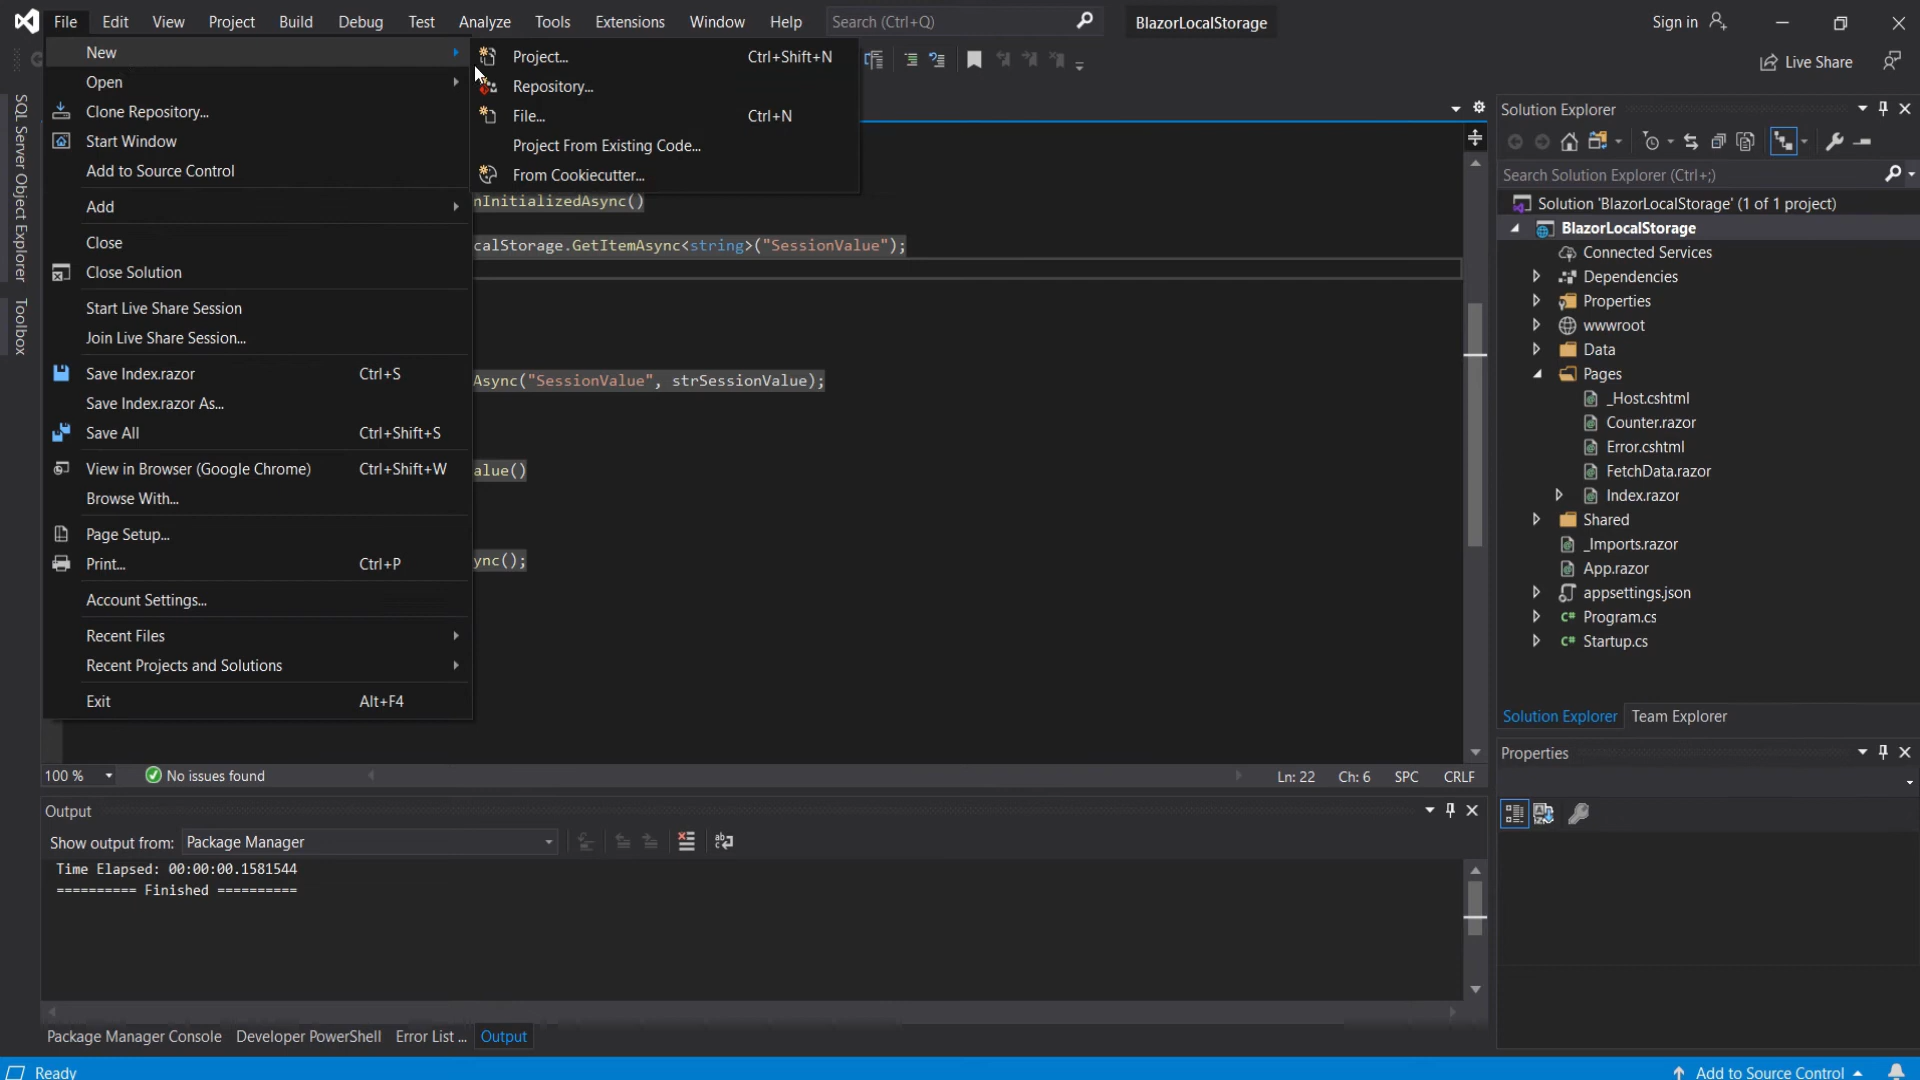 File Edit View Project Build Debug Test Analyze Tools Extensions Window Help Search (Ctrl+Q) BlazorLocalStorage Sign in
Live Share
New
Open
Clone Repository...
Start Window
Add to Source Control
Add
Close
Close Solution
Start Live Share Session
Join Live Share Session...
Save Index.razor Ctrl+S
Save Index.razor As...
Save All Ctrl+Shift+S
View in Browser (Google Chrome) Ctrl+Shift+W
Browse With...
Page Setup...
Print... Ctrl+P
Account Settings...
Recent Files
Recent Projects and Solutions
Exit Alt+F4
Project... Ctrl+Shift+N
Repository...
File... Ctrl+N
Project From Existing Code...
From Cookiecutter...
SQL Server Object Explorer
Toolbox
nInitializedAsync()
calStorage.GetItemAsync<string>("SessionValue");
Async("SessionValue", strSessionValue);
alue()
ync();
100 % No issues found Ln: 22 Ch: 6 SPC CRLF
Output
Show output from: Package Manager
Time Elapsed: 00:00:00.1581544
========== Finished ==========
Package Manager Console Developer PowerShell Error List ... Output
Solution Explorer
Search Solution Explorer (Ctrl+;)
Solution 'BlazorLocalStorage' (1 of 1 project)
BlazorLocalStorage
Connected Services
Dependencies
Properties
wwwroot
Data
Pages
_Host.cshtml
Counter.razor
Error.cshtml
FetchData.razor
Index.razor
Shared
_Imports.razor
App.razor
appsettings.json
C# Program.cs
C# Startup.cs
Solution Explorer Team Explorer
Properties
Ready Add to Source Control